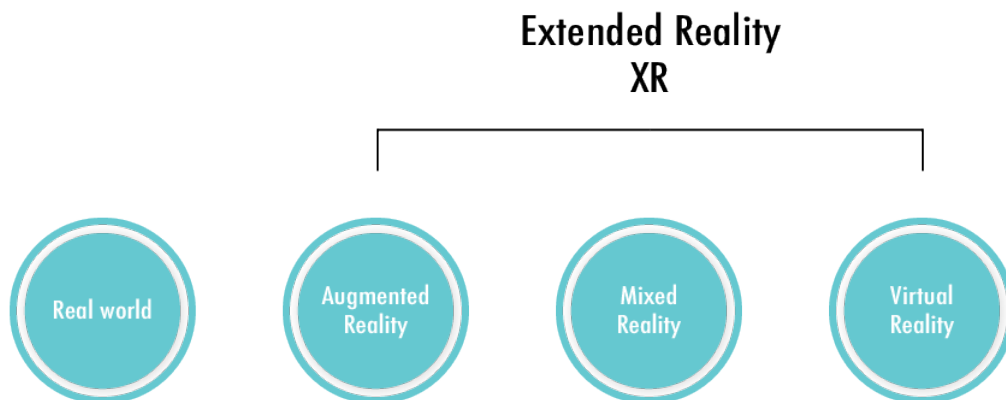 Extended Reality
XR
Real world
Augmented
Reality
Mixed
Reality
Virtual
Reality